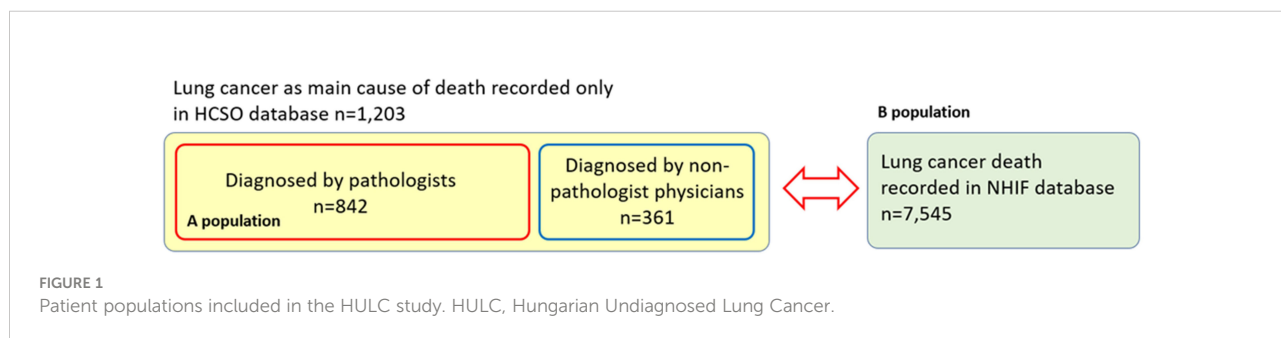 Lung cancer as main cause of death recorded only
in HCSO database n=1,203
Diagnosed by pathologists
n=842
A population
Diagnosed by non-
pathologist physicians
n=361
B population
Lung cancer death
recorded in NHIF database
n=7,545
FIGURE 1
Patient populations included in the HULC study. HULC, Hungarian Undiagnosed Lung Cancer.